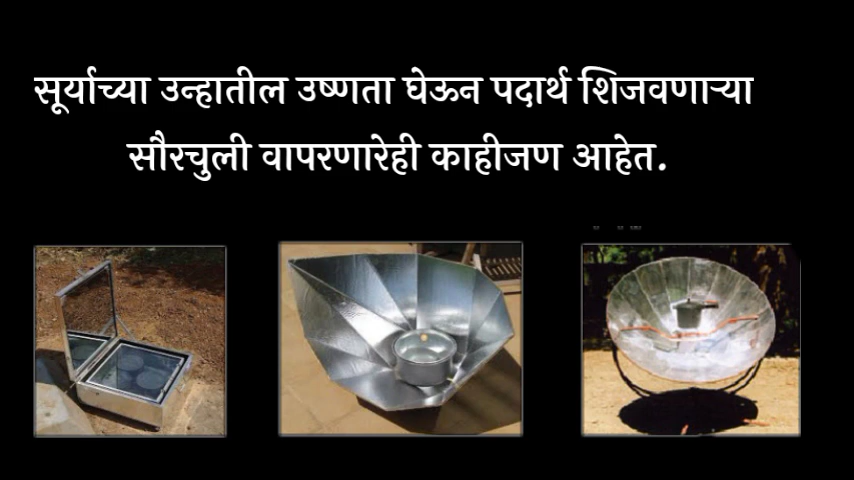 सूर्याच्या उन्हातील उष्णता घेऊन पदार्थ शिजवणाऱ्या
सौरचुली वापरणारेही काहीजण आहेत.